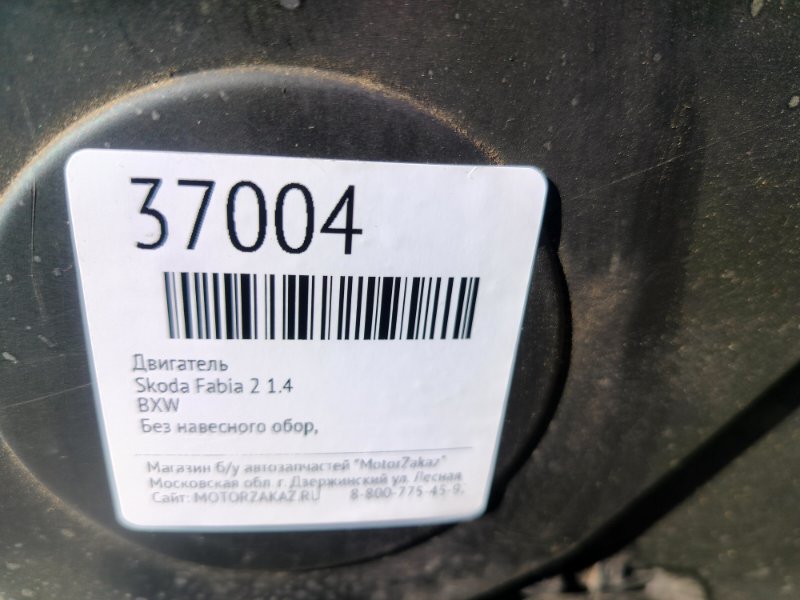 37004
Двигатель
Skoda Fabia 2 1.4
BXW
Без навесного обор,
Магазин б/у автозапчастей "MotorZakaz"
Московская обл г. Дзержинский ул. Лесная
Сайт: MOTORZAKAZ.RU 8-800-775-45-9.